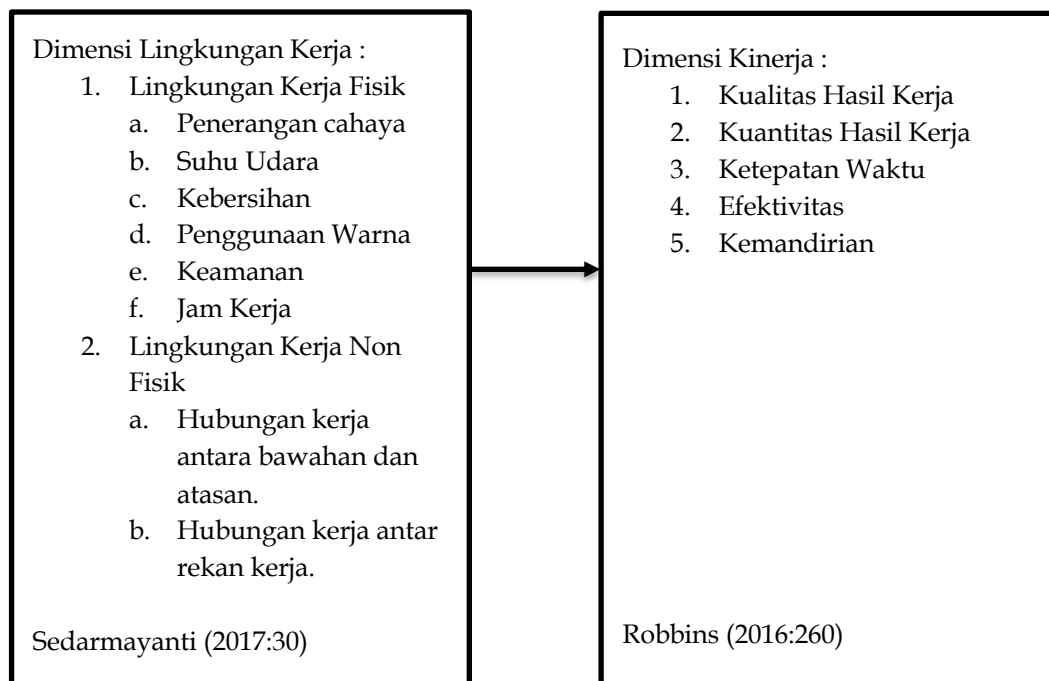 Dimensi Lingkungan Kerja :
1. Lingkungan Kerja Fisik
a. Penerangan cahaya
b. Suhu Udara
c. Kebersihan
d. Penggunaan Warna
e. Keamanan
f. Jam Kerja
2. Lingkungan Kerja Non
Fisik
a. Hubungan kerja
antara bawahan dan
atasan.
b. Hubungan kerja antar
rekan kerja.
Sedarmayanti (2017:30)
Dimensi Kinerja :
1. Kualitas Hasil Kerja
2. Kuantitas Hasil Kerja
3. Ketepatan Waktu
4. Efektivitas
5. Kemandirian
Robbins (2016:260)